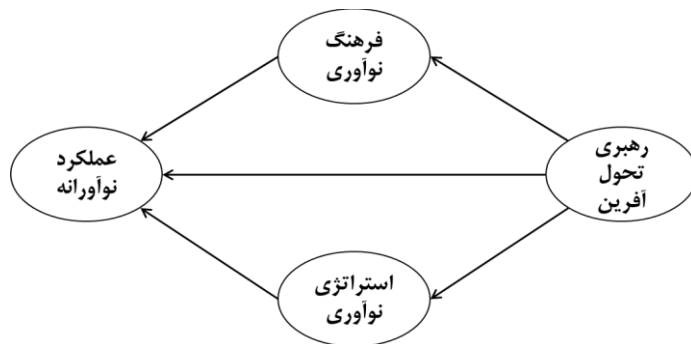 فرهنگ
نوآوری
رهبری
تحول
آفرین
عملکرد
نوآورانه
استراتژی
نوآوری